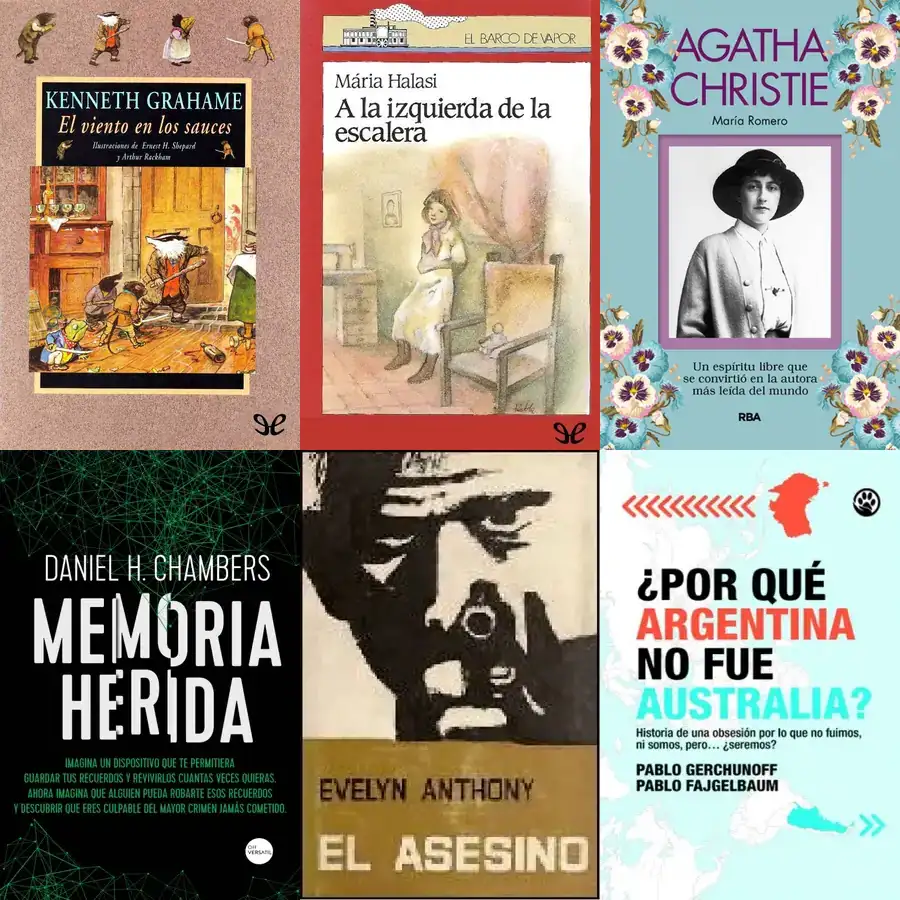 KENNETH GRAHAME
El viento en los sauces
Ilustraciones de Ernest H. Shepard
y Arthur Rackham
EL BARCO DE VAPOR
Mária Halasi
A la izquierda de la
escalera
AGATHA
CHRISTIE
María Romero
Un espíritu libre que
se convirtió en la autora
más leída del mundo
RBA
DANIEL H. CHAMBERS
MEMORIA
HERIDA
IMAGINA UN DISPOSITIVO QUE TE PERMITIERA
GUARDAR TUS RECUERDOS Y REVIVIRLOS CUANTAS VECES QUIERAS.
AHORA IMAGINA QUE ALGUIEN PUEDA ROBARTE ESOS RECUERDOS
Y DESCUBRIR QUE ERES CULPABLE DEL MAYOR CRIMEN JAMÁS COMETIDO.
Off
VERSÁTIL
EVELYN ANTHONY
EL ASESINO
¿POR QUÉ
ARGENTINA
NO FUE
AUSTRALIA?
Historia de una obsesión por lo que no fuimos,
ni somos, pero... ¿seremos?
PABLO GERCHUNOFF
PABLO FAJGELBAUM